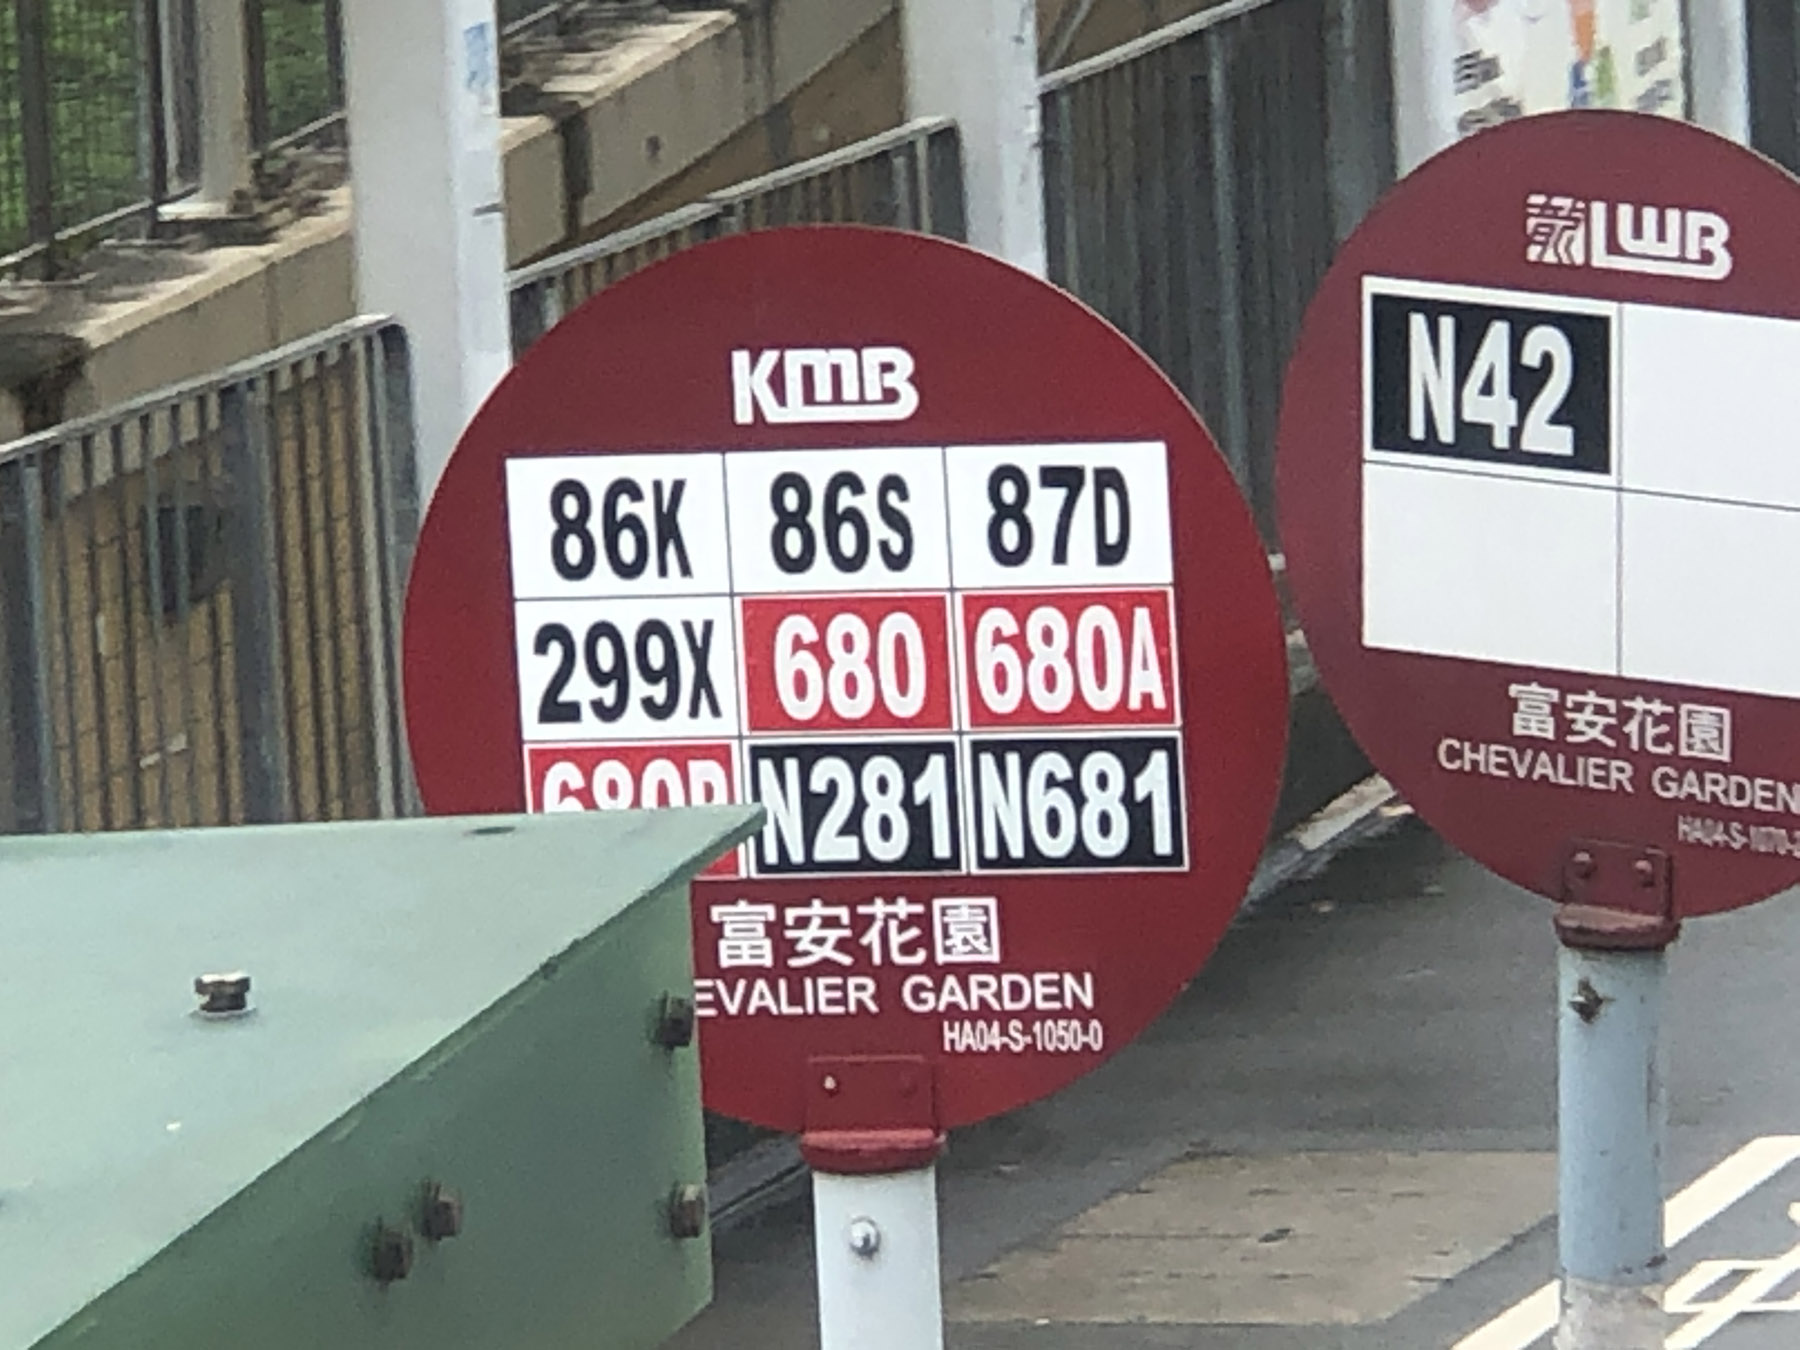 KMB
86K 86S 87D
299X 680 680A
N281 N681
富安花園
EVALIER GARDEN
HA04-S-1050-0
LWB
N42
富安花園
CHEVALIER GARDEN